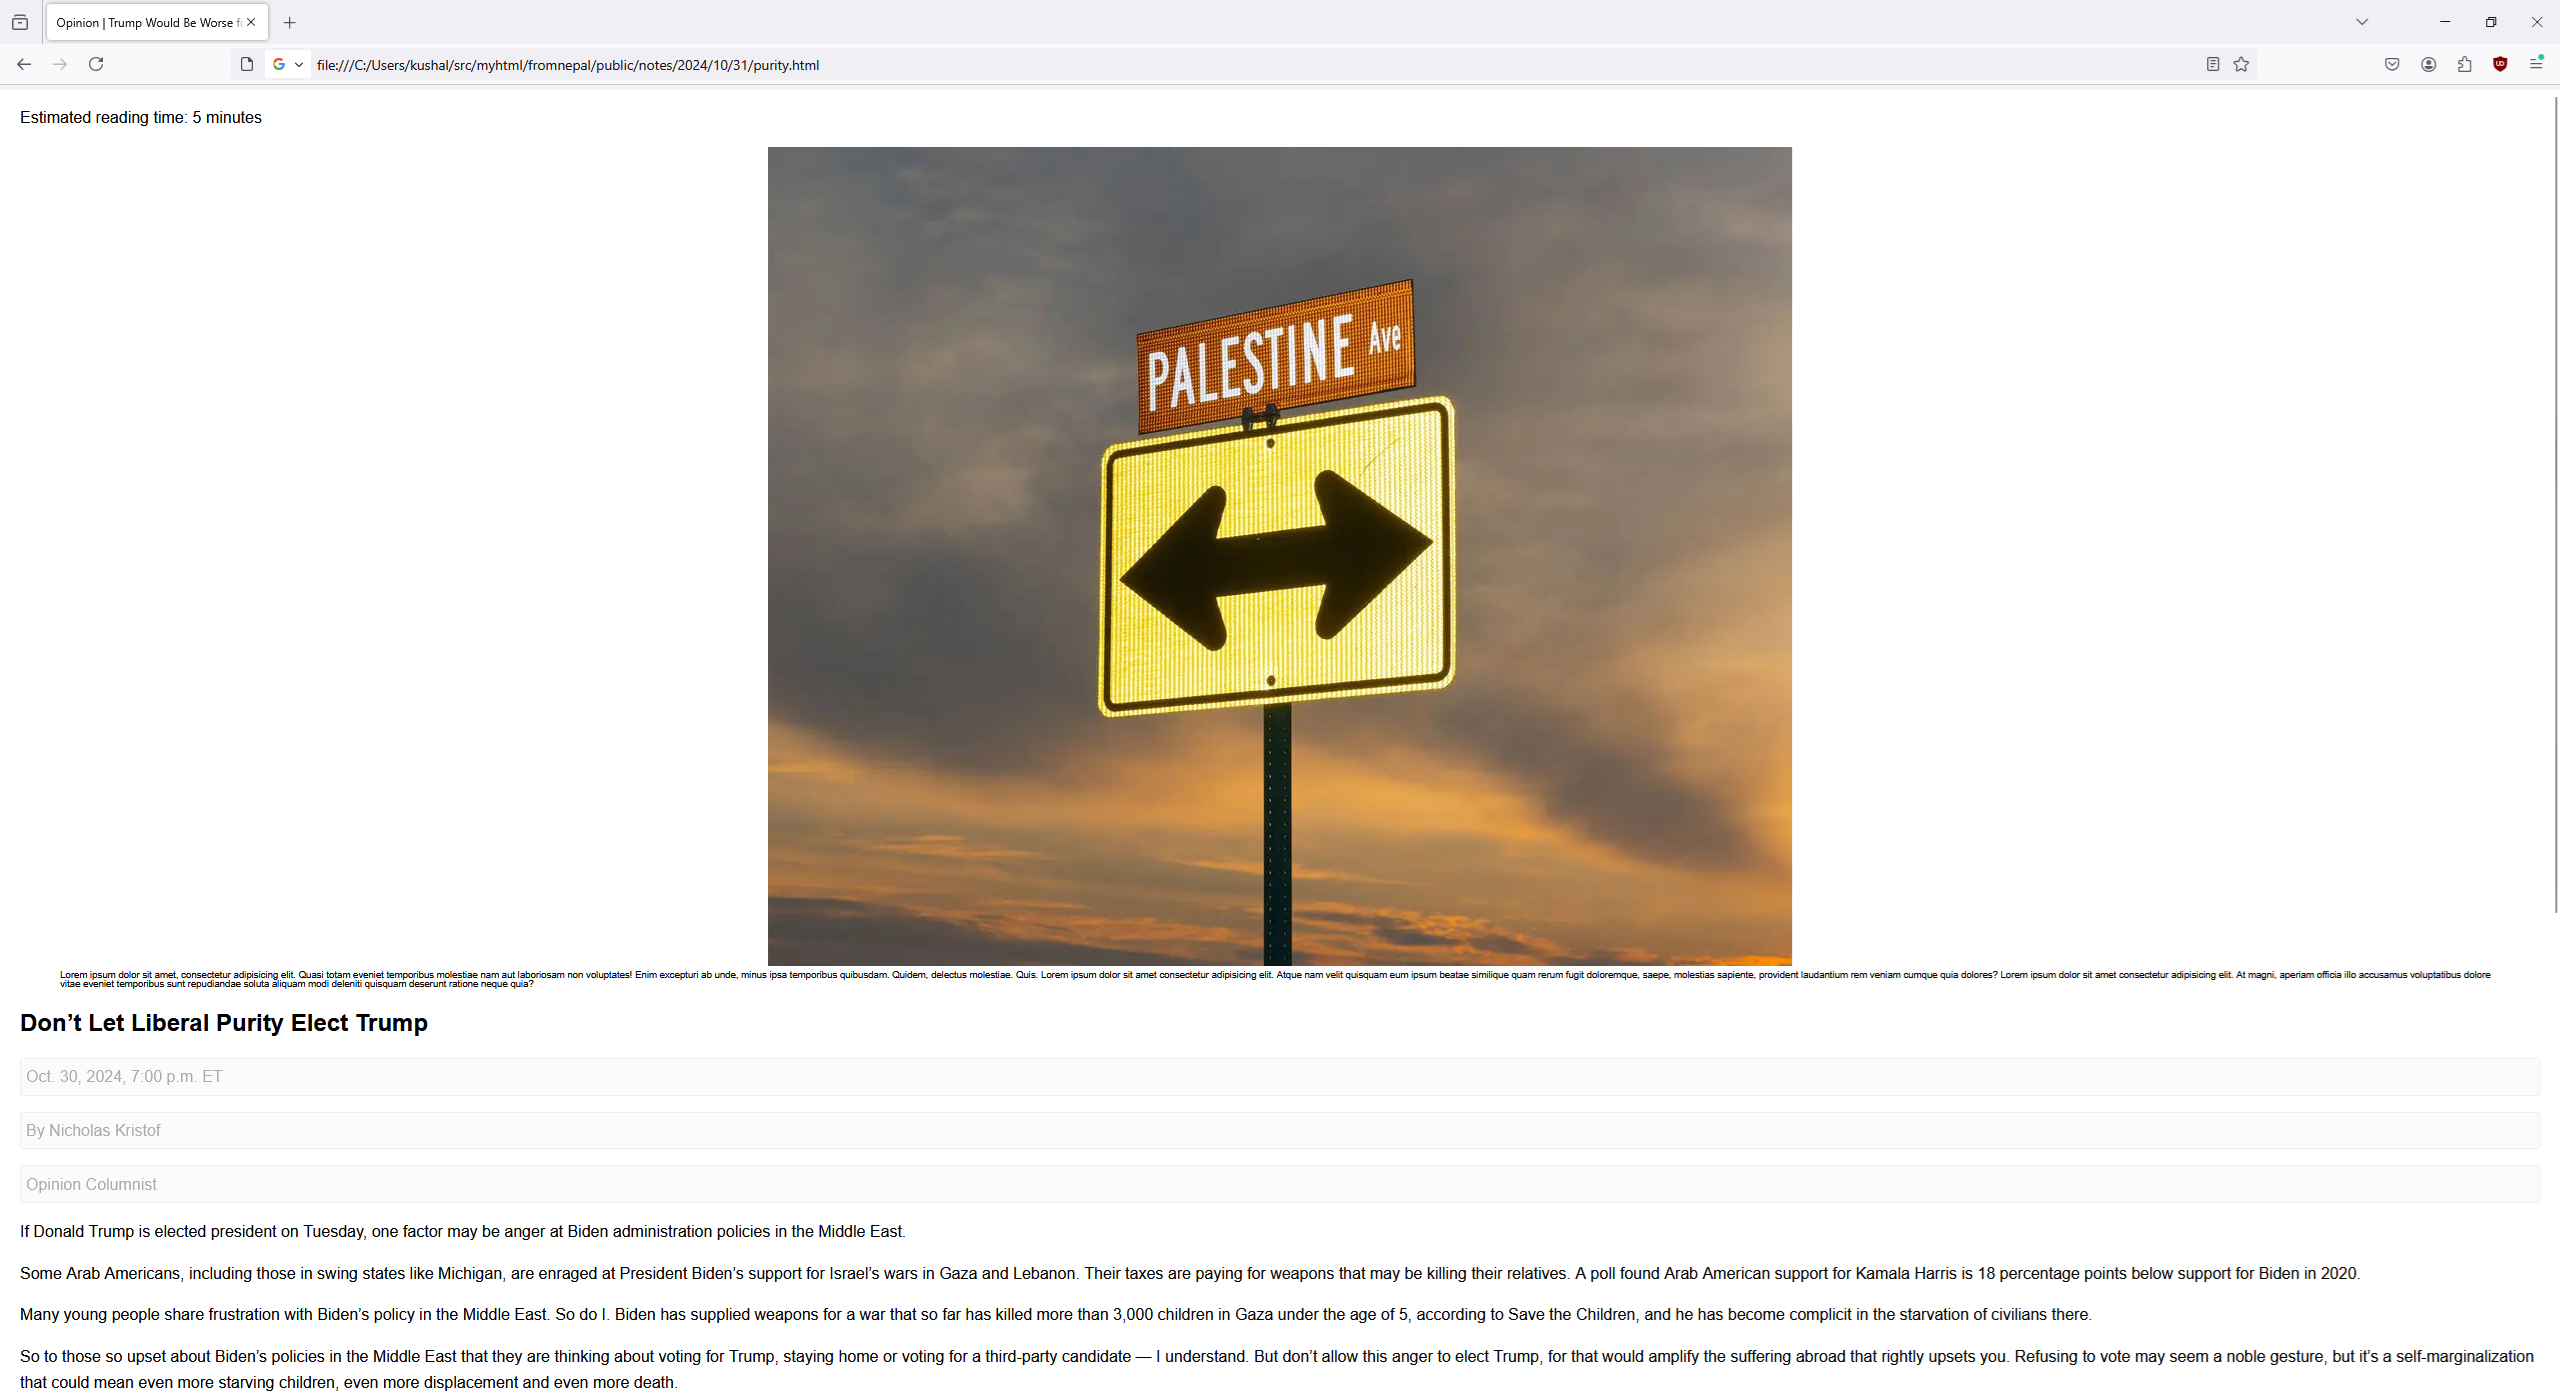 Opinion | Trump Would Be Worse f
file:///C:/Users/kushal/src/myhtml/fromnepal/public/notes/2024/10/31/purity.html
Estimated reading time: 5 minutes
PALESTINE Ave
Lorem ipsum dolor sit amet, consectetur adipisicing elit. Quasi totam eveniet temporibus molestiae nam aut laboriosam non voluptates! Enim excepturi ab unde, minus ipsa temporibus quibusdam. Quidem, delectus molestiae. Quis. Lorem ipsum dolor sit amet consectetur adipisicing elit. Atque nam velit quisquam eum ipsum beatae similique quam rerum fugit doloremque, saepe, molestias sapiente, provident laudantium rem veniam cumque quia dolores? Lorem ipsum dolor sit amet consectetur adipisicing elit. At magni, aperiam officia illo accusamus voluptatibus dolore
vitae eveniet temporibus sunt repudiandae soluta aliquam modi deleniti quisquam deserunt ratione neque quia?
Don’t Let Liberal Purity Elect Trump
Oct. 30, 2024, 7:00 p.m. ET
By Nicholas Kristof
Opinion Columnist
If Donald Trump is elected president on Tuesday, one factor may be anger at Biden administration policies in the Middle East.
Some Arab Americans, including those in swing states like Michigan, are enraged at President Biden’s support for Israel’s wars in Gaza and Lebanon. Their taxes are paying for weapons that may be killing their relatives. A poll found Arab American support for Kamala Harris is 18 percentage points below support for Biden in 2020.
Many young people share frustration with Biden’s policy in the Middle East. So do I. Biden has supplied weapons for a war that so far has killed more than 3,000 children in Gaza under the age of 5, according to Save the Children, and he has become complicit in the starvation of civilians there.
So to those so upset about Biden’s policies in the Middle East that they are thinking about voting for Trump, staying home or voting for a third-party candidate — I understand. But don’t allow this anger to elect Trump, for that would amplify the suffering abroad that rightly upsets you. Refusing to vote may seem a noble gesture, but it’s a self-marginalization
that could mean even more starving children, even more displacement and even more death.